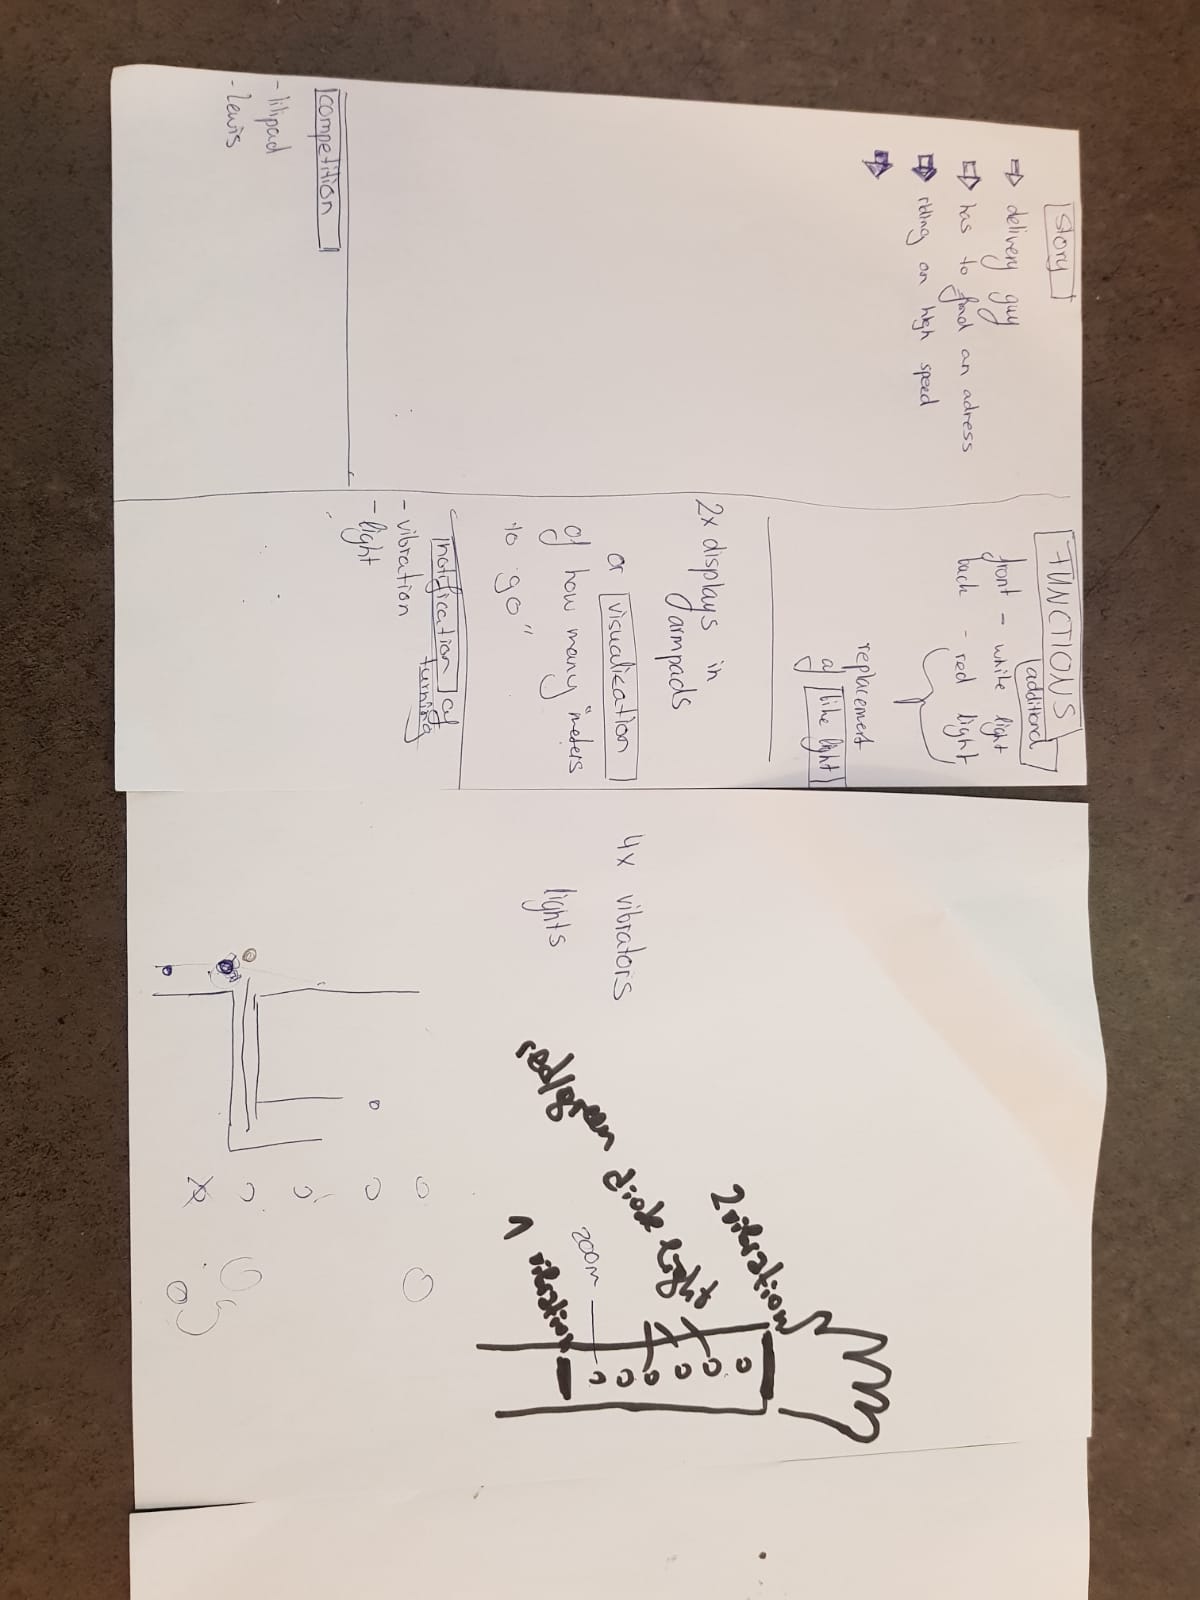 story
⇒ delivery guy
⇒ has to find an adress
⇒ riding on high speed
⇒
competition
- lilipad
- Lewis
FUNCTIONS
front - white light
back - red light
replacement
of bike light
2x displays in
armpads
or visualization
of how many "meters
to go"
notification of
turning
- vibration
- light
4x vibrators
lights
2 vibration
red/green diode light
200m
1 vibration